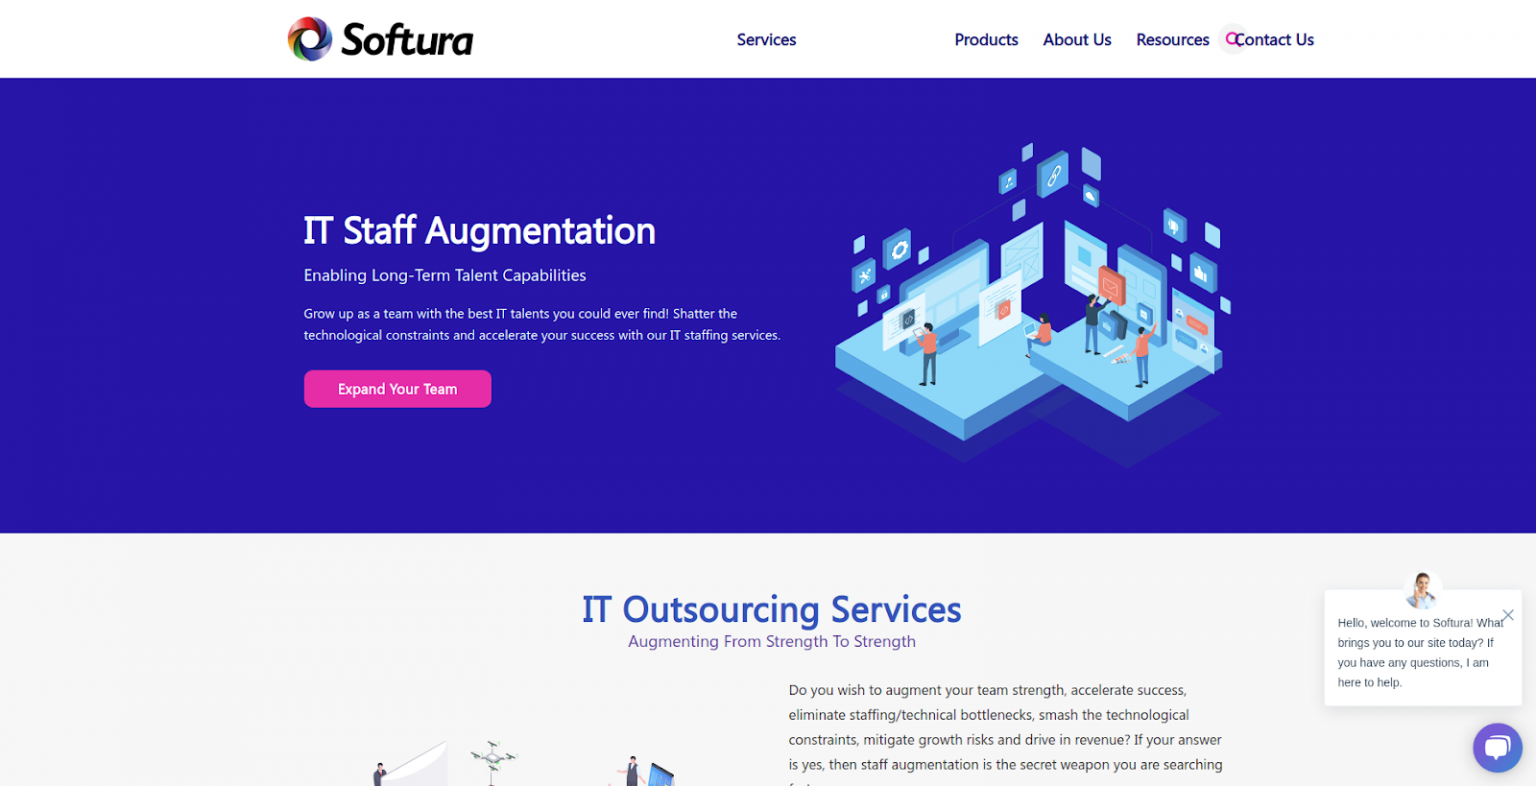 Softura
Services
Products
About Us
Resources
Contact Us
IT Staff Augmentation
Enabling Long-Term Talent Capabilities
Grow up as a team with the best IT talents you could ever find! Shatter the
technological constraints and accelerate your success with our IT staffing services.
Expand Your Team
IT Outsourcing Services
Augmenting From Strength To Strength
Do you wish to augment your team strength, accelerate success,
eliminate staffing/technical bottlenecks, smash the technological
constraints, mitigate growth risks and drive in revenue? If your answer
is yes, then staff augmentation is the secret weapon you are searching
Hello, welcome to Softura! What
brings you to our site today? If
you have any questions, I am
here to help.